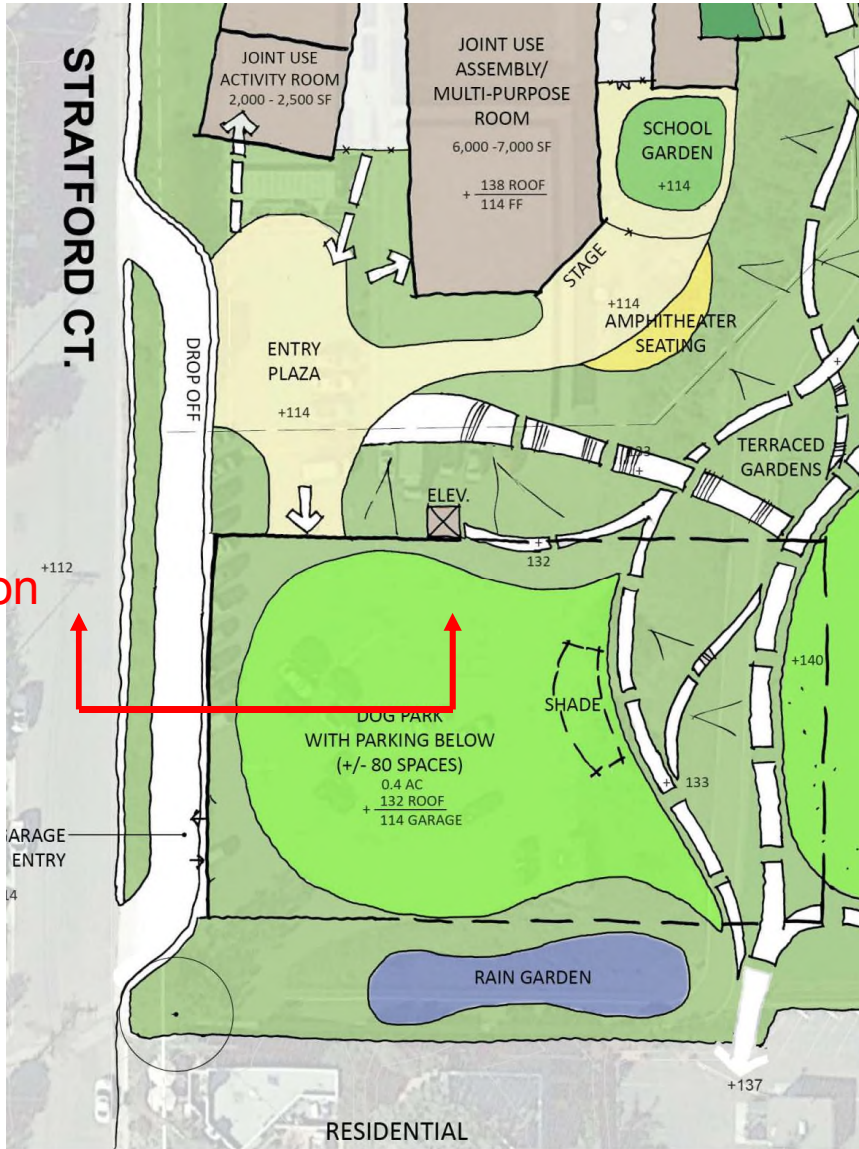 STRATFORD CT.
JOINT USE
ACTIVITY ROOM
2,000 - 2,500 SF
JOINT USE
ASSEMBLY/
MULTI-PURPOSE
ROOM
6,000 -7,000 SF
+ 138 ROOF
114 FF
SCHOOL
GARDEN
+114
STAGE
+114
AMPHITHEATER
SEATING
DROP OFF
ENTRY
PLAZA
+114
133
+
TERRACED
GARDENS
+
ELEV.
+
132
+112
on
+140
SHADE
DOG PARK
WITH PARKING BELOW
(+/- 80 SPACES)
0.4 AC
+ 132 ROOF
114 GARAGE
+ 133
GARAGE
ENTRY
14
RAIN GARDEN
+137
RESIDENTIAL